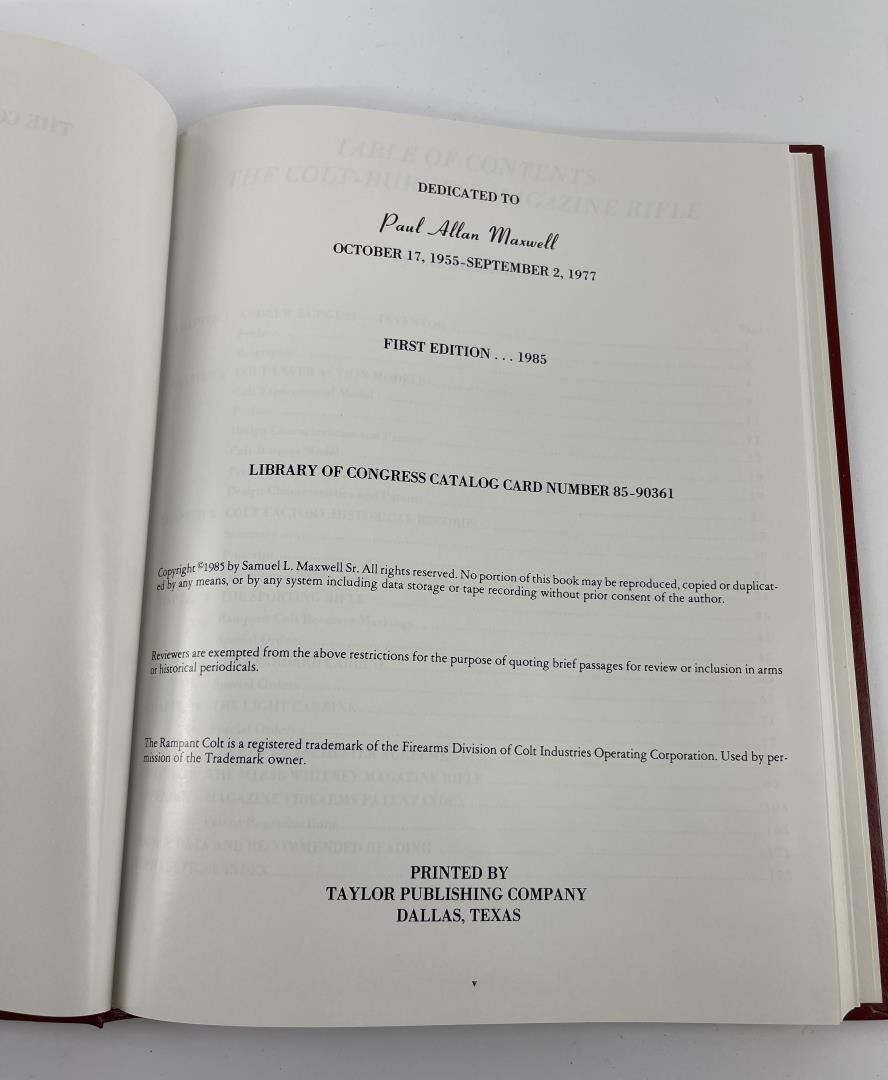 DEDICATED TO
Paul Allan Maxwell
OCTOBER 17, 1955-SEPTEMBER 2, 1977
FIRST EDITION . . . 1985
LIBRARY OF CONGRESS CATALOG CARD NUMBER 85-90361
Copyright ©1985 by Samuel L. Maxwell Sr. All rights reserved. No portion of this book may be reproduced, copied or duplicat-
ed by any means, or by any system including data storage or tape recording without prior consent of the author.
Reviewers are exempted from the above restrictions for the purpose of quoting brief passages for review or inclusion in arms
or historical periodicals.
The Rampant Colt is a registered trademark of the Firearms Division of Colt Industries Operating Corporation. Used by per-
mission of the Trademark owner.
PRINTED BY
TAYLOR PUBLISHING COMPANY
DALLAS, TEXAS
v